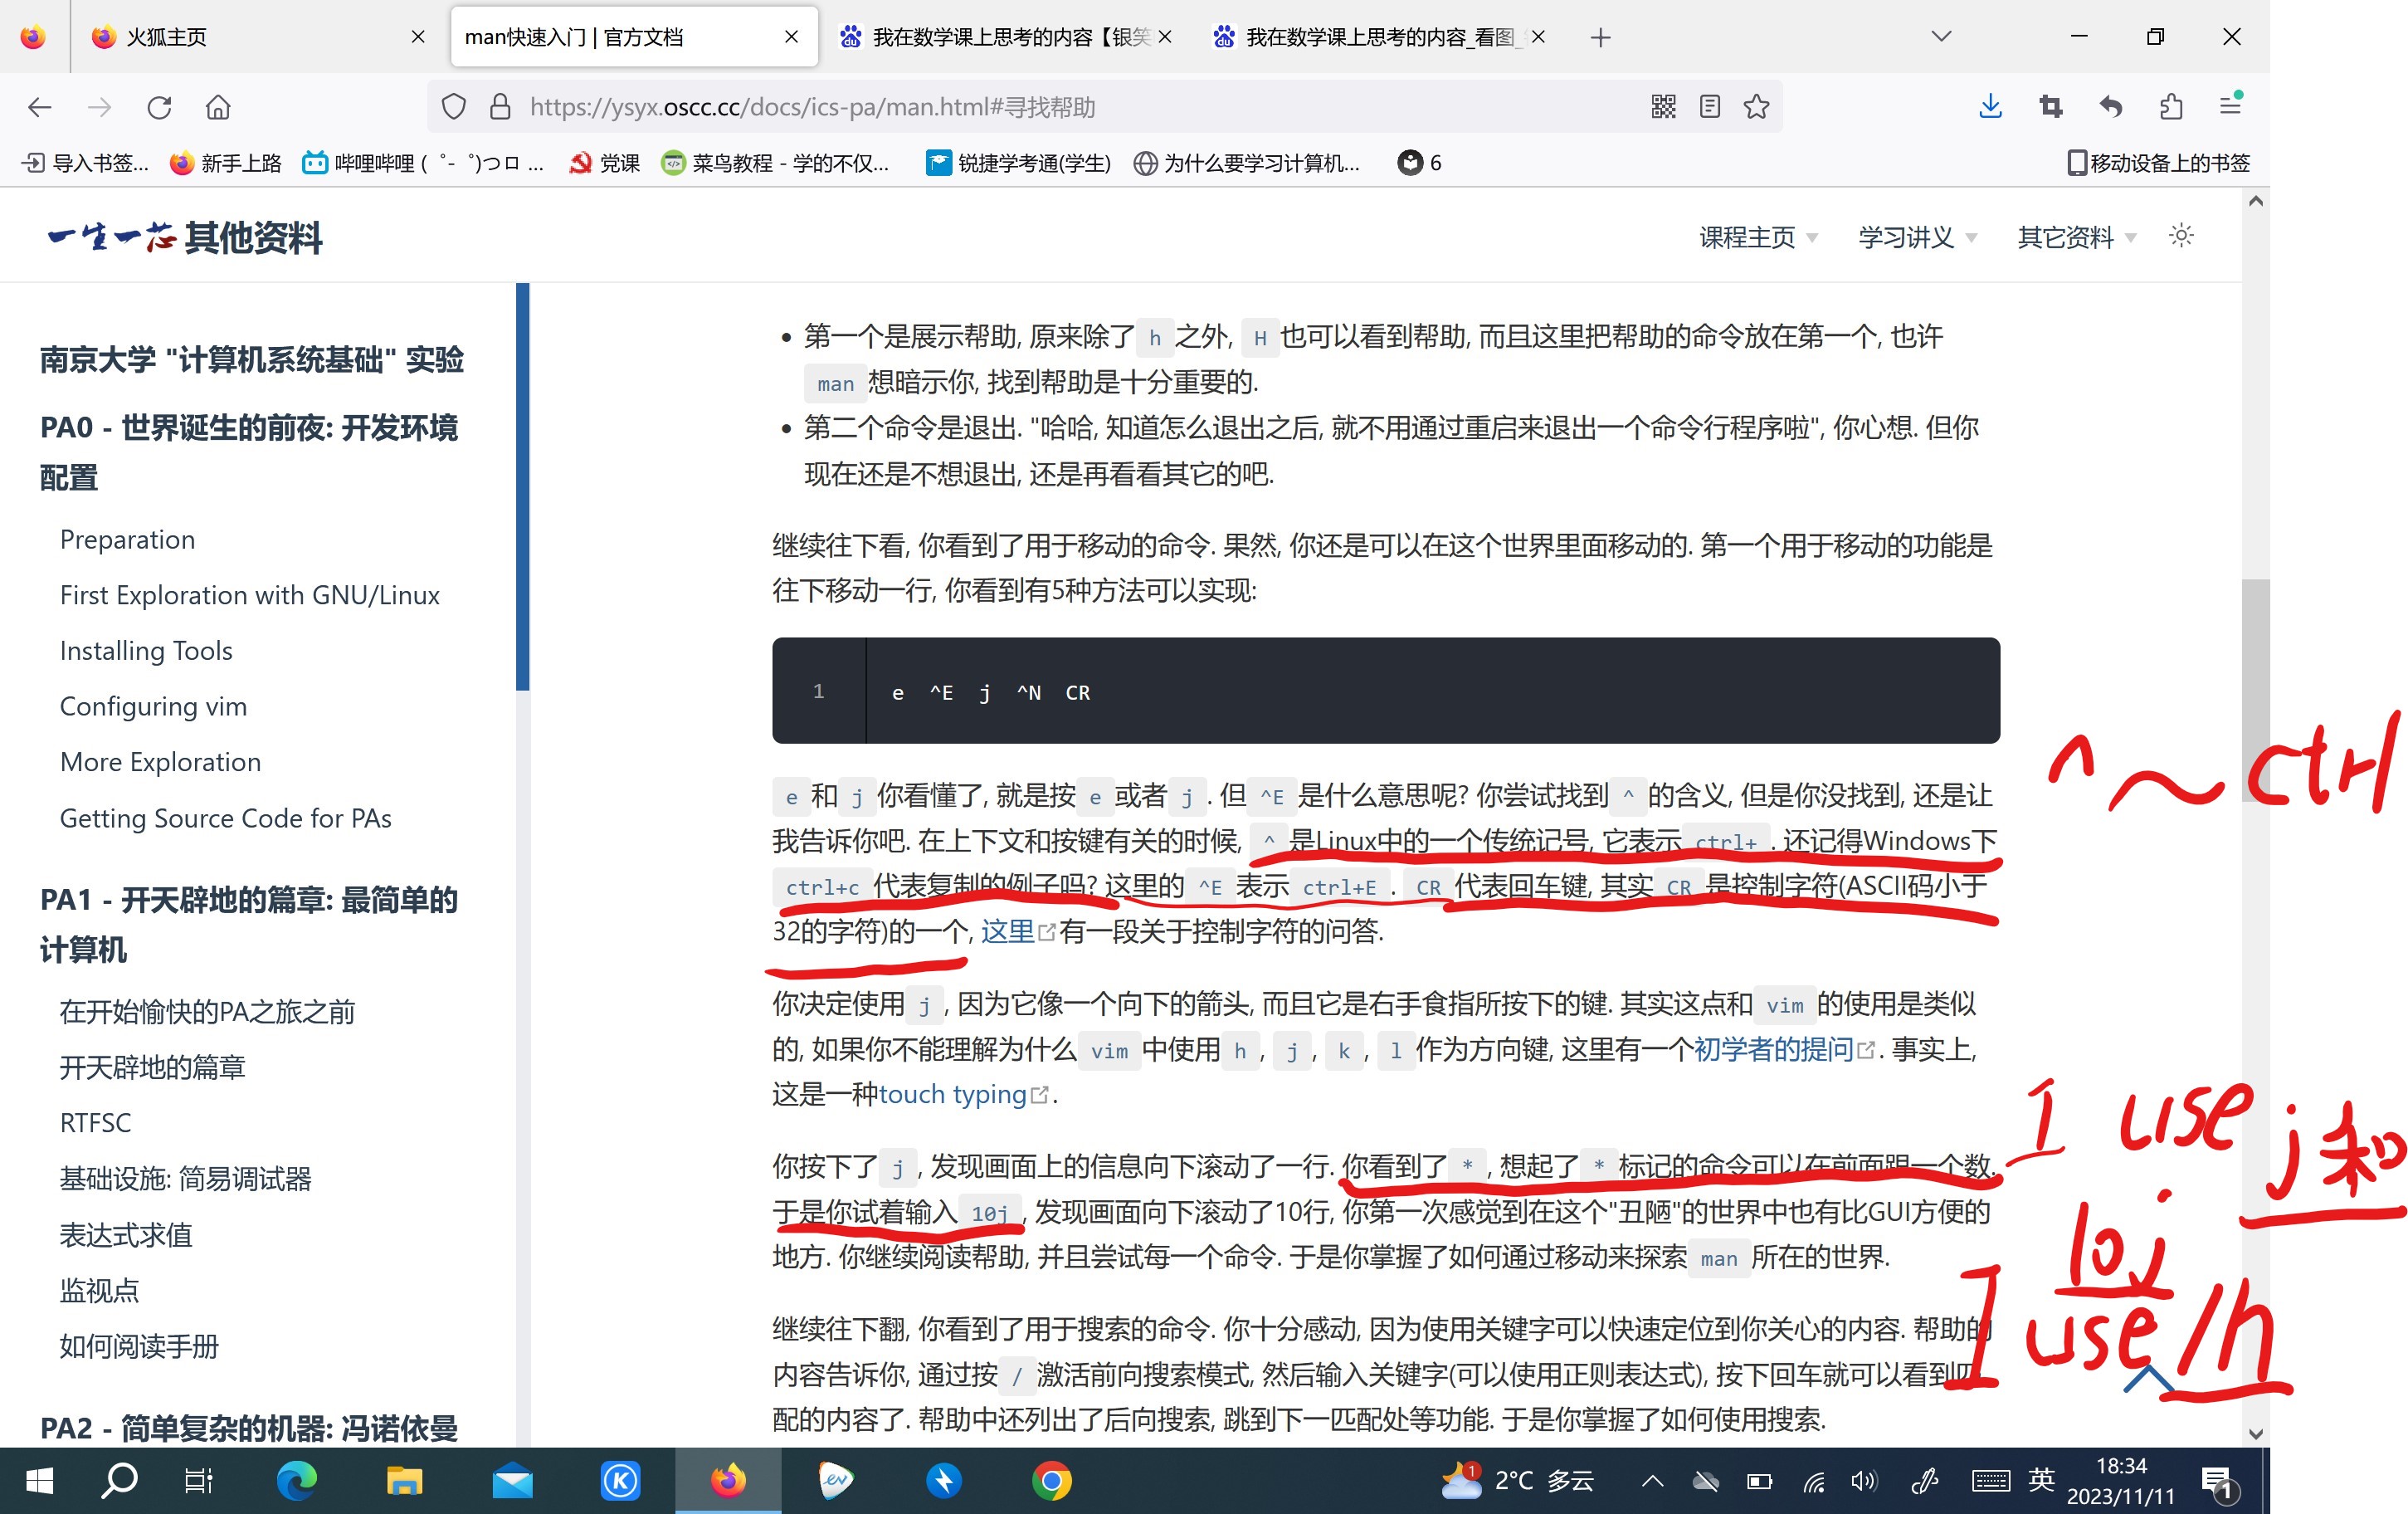 火狐主页
man快速入门 | 官方文档
我在数学课上思考的内容【银笑
我在数学课上思考的内容_看图_
https://ysyx.oscc.cc/docs/ics-pa/man.html#寻找帮助
导入书签... 新手上路 哔哩哔哩 ( ゜- ゜)つロ ... 党课 菜鸟教程 - 学的不仅... 锐捷学考通(学生) 为什么要学习计算机... 6 移动设备上的书签
一生一芯 其他资料
课程主页 学习讲义 其它资料
南京大学 "计算机系统基础" 实验
PA0 - 世界诞生的前夜: 开发环境
配置
Preparation
First Exploration with GNU/Linux
Installing Tools
Configuring vim
More Exploration
Getting Source Code for PAs
PA1 - 开天辟地的篇章: 最简单的
计算机
在开始愉快的PA之旅之前
开天辟地的篇章
RTFSC
基础设施: 简易调试器
表达式求值
监视点
如何阅读手册
PA2 - 简单复杂的机器: 冯诺依曼
• 第一个是展示帮助, 原来除了 h 之外, H 也可以看到帮助, 而且这里把帮助的命令放在第一个, 也许
man 想暗示你, 找到帮助是十分重要的.
• 第二个命令是退出. "哈哈, 知道怎么退出之后, 就不用通过重启来退出一个命令行程序啦", 你心想. 但你
现在还是不想退出, 还是再看看其它的吧.
继续往下看, 你看到了用于移动的命令. 果然, 你还是可以在这个世界里面移动的. 第一个用于移动的功能是
往下移动一行, 你看到有5种方法可以实现:
1 e ^E j ^N CR
e 和 j 你看懂了, 就是按 e 或者 j . 但 ^E 是什么意思呢? 你尝试找到 ^ 的含义, 但是你没找到, 还是让
我告诉你吧. 在上下文和按键有关的时候, ^ 是Linux中的一个传统记号, 它表示 ctrl+ . 还记得Windows下
ctrl+c 代表复制的例子吗? 这里的 ^E 表示 ctrl+E . CR 代表回车键, 其实 CR 是控制字符(ASCII码小于
32的字符)的一个, 这里 有一段关于控制字符的问答.
你决定使用 j , 因为它像一个向下的箭头, 而且它是右手食指所按下的键. 其实这点和 vim 的使用是类似
的, 如果你不能理解为什么 vim 中使用 h , j , k , l 作为方向键, 这里有一个初学者的提问 . 事实上,
这是一种touch typing .
你按下了 j , 发现画面上的信息向下滚动了一行. 你看到了 * , 想起了 * 标记的命令可以在前面跟一个数.
于是你试着输入 10j , 发现画面向下滚动了10行, 你第一次感觉到在这个"丑陋"的世界中也有比GUI方便的
地方. 你继续阅读帮助, 并且尝试每一个命令. 于是你掌握了如何通过移动来探索 man 所在的世界.
继续往下翻, 你看到了用于搜索的命令. 你十分感动, 因为使用关键字可以快速定位到你关心的内容. 帮助的
内容告诉你, 通过按 / 激活前向搜索模式, 然后输入关键字(可以使用正则表达式), 按下回车就可以看到匹
配的内容了. 帮助中还列出了后向搜索, 跳到下一匹配处等功能. 于是你掌握了如何使用搜索.
^ ~ ctrl
I use j和
10j
I use /h
1 2°C 多云 英 18:34
2023/11/11 1